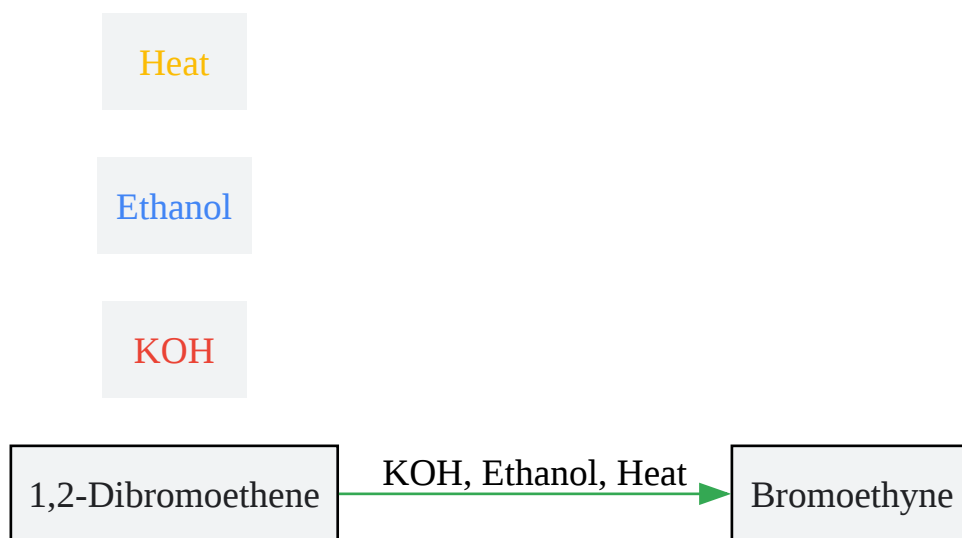 Heat
Ethanol
KOH
1,2-Dibromoethene
KOH, Ethanol, Heat
Bromoethyne